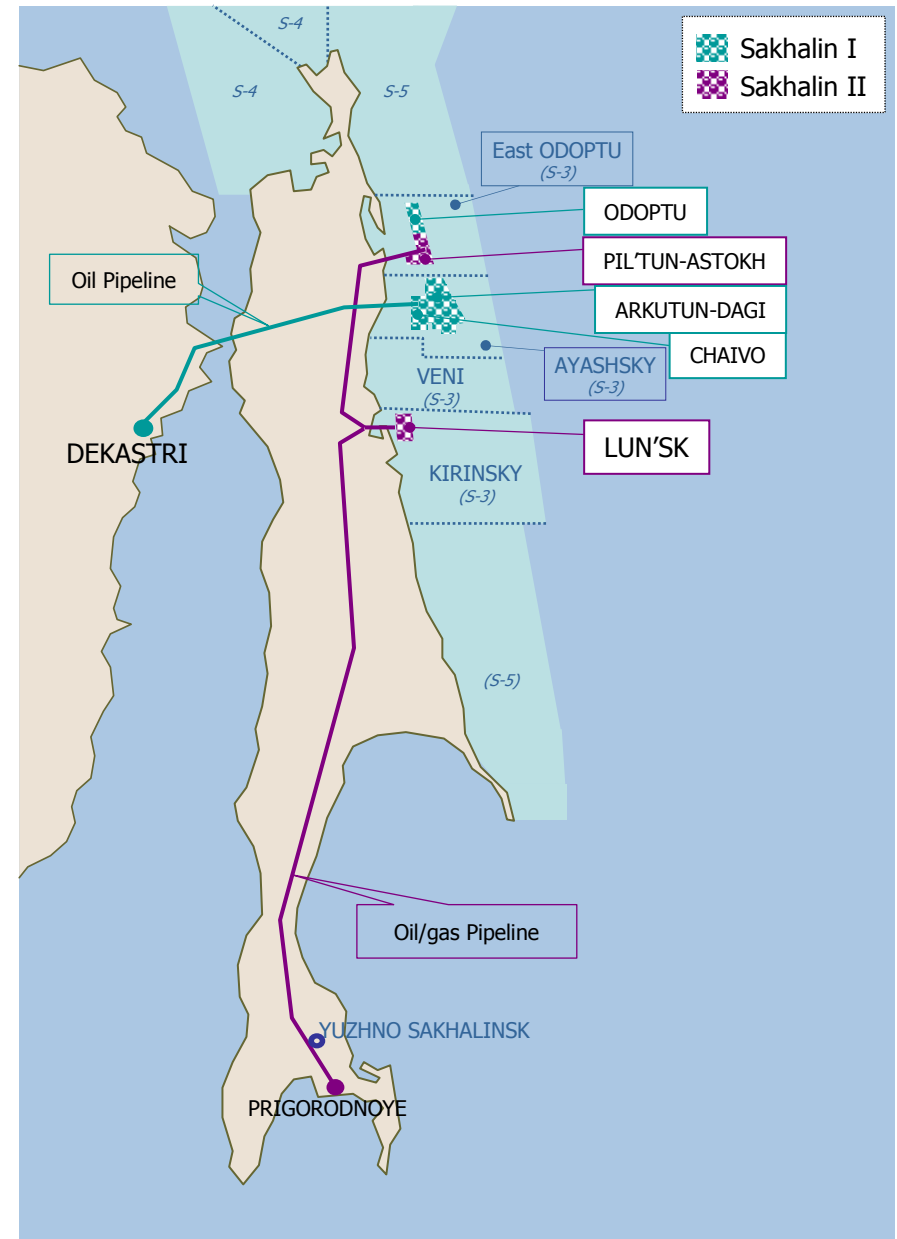 S-4
Sakhalin I
Sakhalin II
S-4
S-5
East ODOPTU
(S-3)
ODOPTU
PIL’TUN-ASTOKH
Oil Pipeline
ARKUTUN-DAGI
CHAIVO
VENI
(S-3)
AYASHSKY
(S-3)
DEKASTRI
LUN’SK
KIRINSKY
(S-3)
(S-5)
Oil/gas Pipeline
YUZHNO SAKHALINSK
PRIGORODNOYE